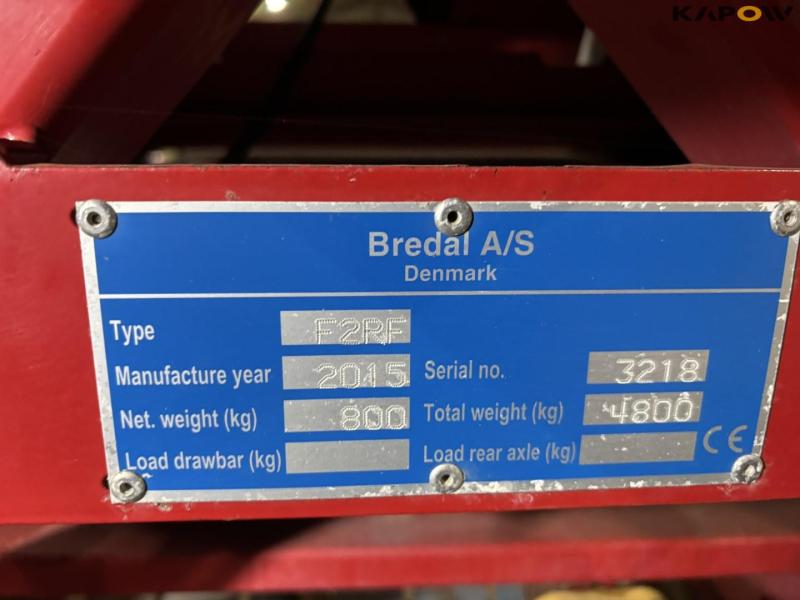 KAPOW
Bredal A/S
Denmark
Type F2RF
Manufacture year 2015 Serial no. 3218
Net. weight (kg) 800 Total weight (kg) 4800
Load drawbar (kg) Load rear axle (kg) CE